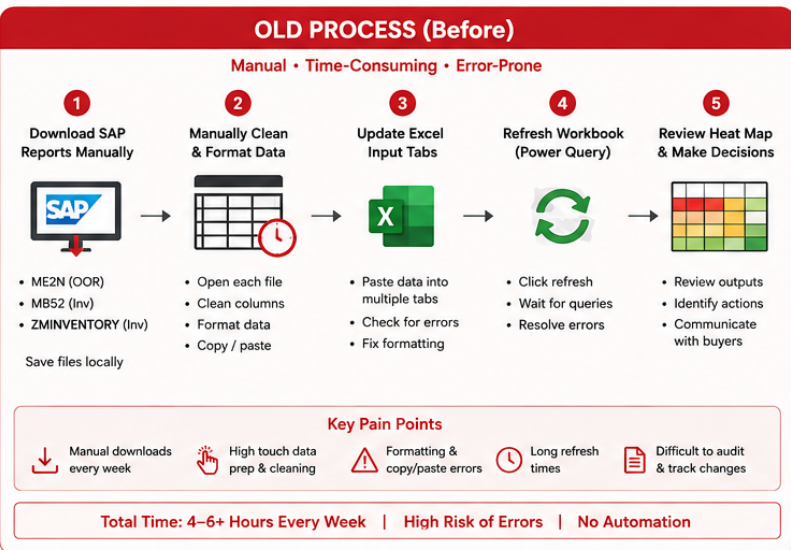 OLD PROCESS (Before)
Manual • Time-Consuming • Error-Prone
1
Download SAP
Reports Manually
SAP
• ME2N (OOR)
• MB52 (Inv)
• ZMINVENTORY (Inv)
Save files locally
2
Manually Clean
& Format Data
• Open each file
• Clean columns
• Format data
• Copy / paste
3
Update Excel
Input Tabs
X
• Paste data into
multiple tabs
• Check for errors
• Fix formatting
4
Refresh Workbook
(Power Query)
• Click refresh
• Wait for queries
• Resolve errors
5
Review Heat Map
& Make Decisions
• Review outputs
• Identify actions
• Communicate
with buyers
Key Pain Points
Manual downloads
every week
High touch data
prep & cleaning
Formatting &
copy/paste errors
Long refresh
times
Difficult to audit
& track changes
Total Time: 4–6+ Hours Every Week | High Risk of Errors | No Automation